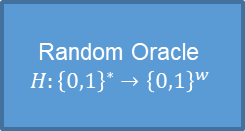 Random Oracle
H: {0,1}* → {0,1}ʷ